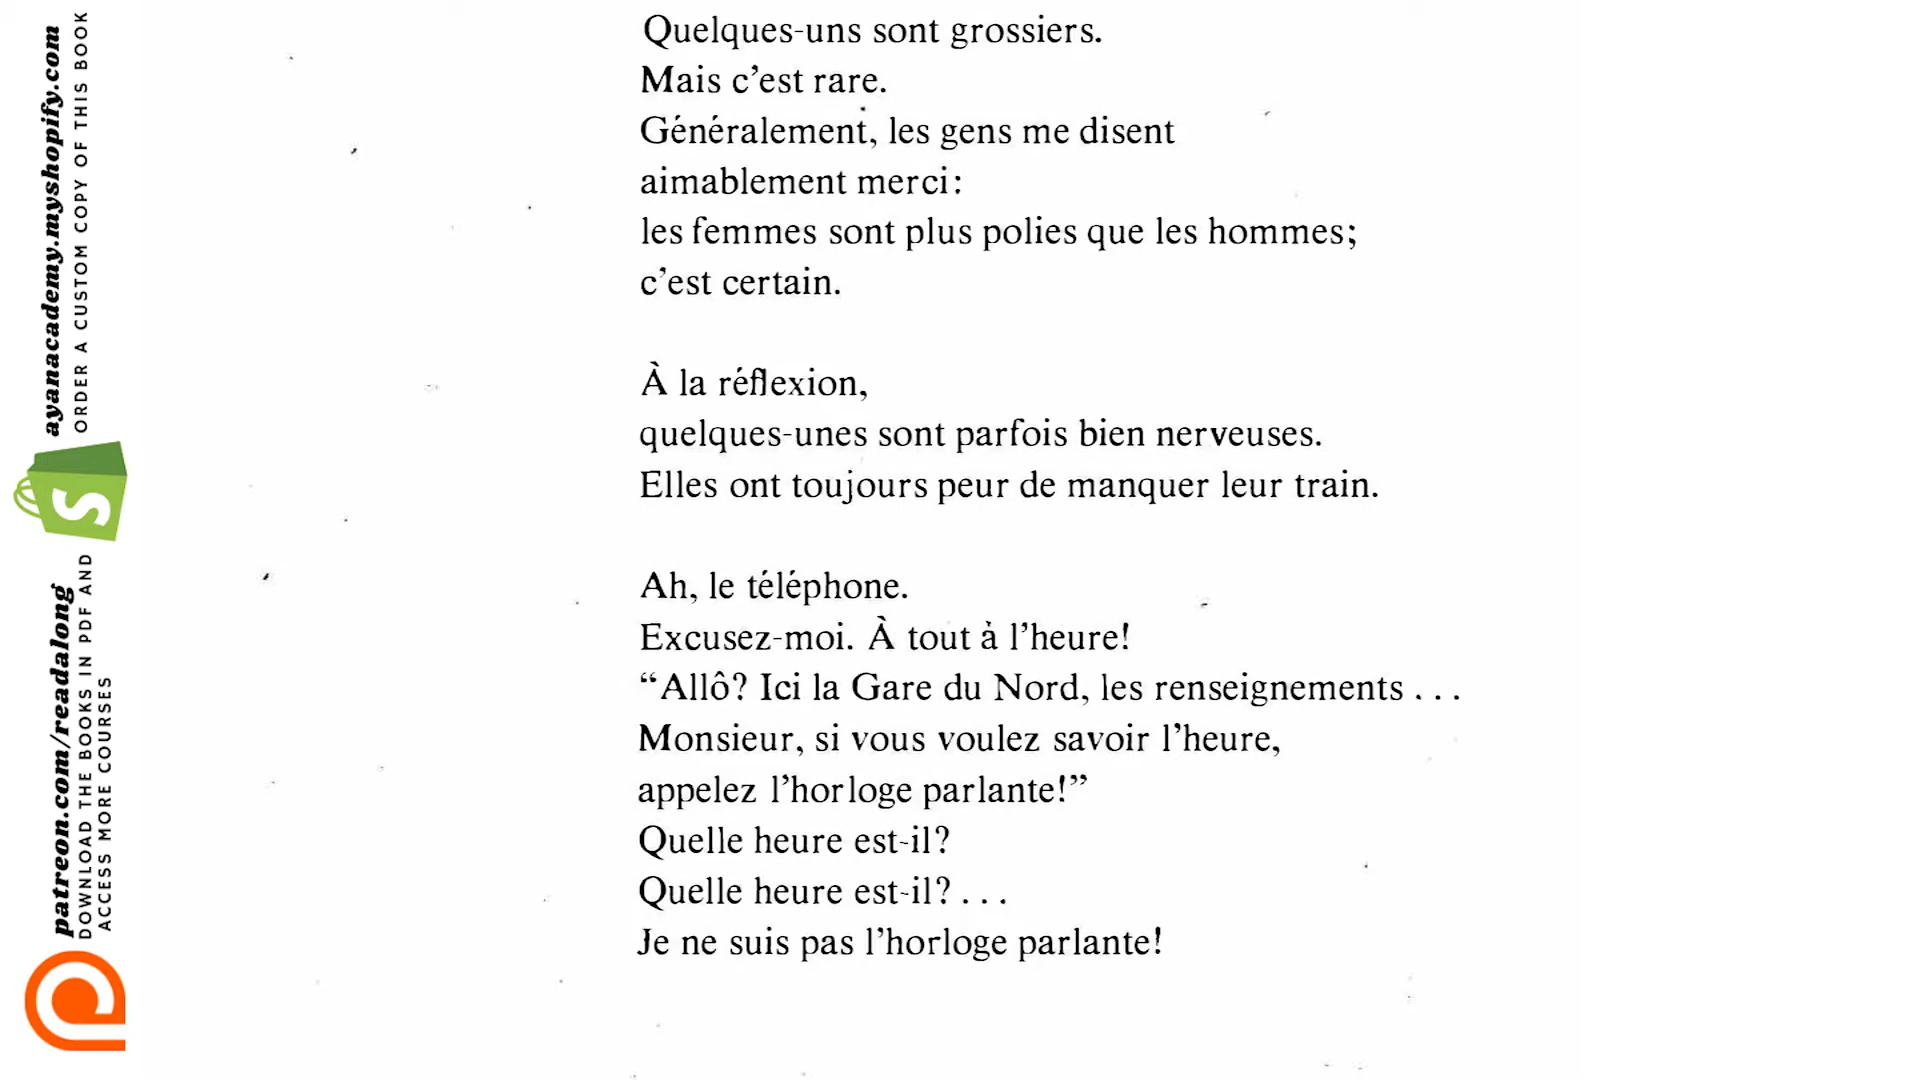 Quelques-uns sont grossiers.
Mais c’est rare.
Généralement, les gens me disent
aimablement merci:
les femmes sont plus polies que les hommes;
c’est certain.
À la réflexion,
quelques-unes sont parfois bien nerveuses.
Elles ont toujours peur de manquer leur train.
Ah, le téléphone.
Excusez-moi. À tout à l’heure!
“Allô? Ici la Gare du Nord, les renseignements . . .
Monsieur, si vous voulez savoir l’heure,
appelez l’horloge parlante!”
Quelle heure est-il?
Quelle heure est-il? . . .
Je ne suis pas l’horloge parlante!
ayanacademy.myshopify.com
ORDER A CUSTOM COPY OF THIS BOOK
patreon.com/readalong
DOWNLOAD THE BOOKS IN PDF AND
ACCESS MORE COURSES